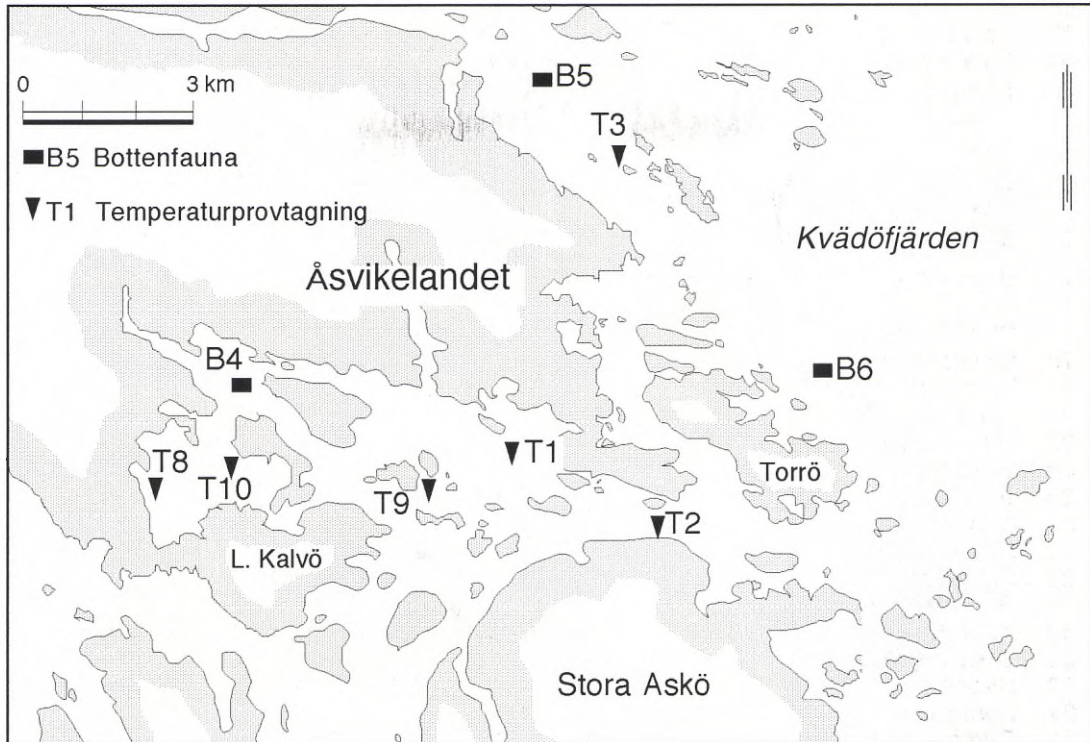 0 3 km
B5 Bottenfauna
T1 Temperaturprovtagning
B5
T3
Kvädöfjärden
Åsvikelandet
B4
B6
T8
T10
T9
T1
Torrö
T2
L. Kalvö
Stora Askö